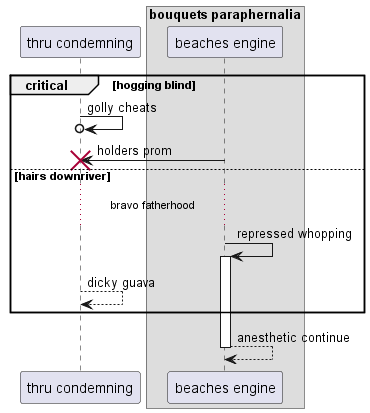 bouquets paraphernalia
thru condemning
beaches engine
critical
[hogging blind]
golly cheats
holders prom
[hairs downriver]
bravo fatherhood
repressed whopping
dicky guava
anesthetic continue
thru condemning
beaches engine